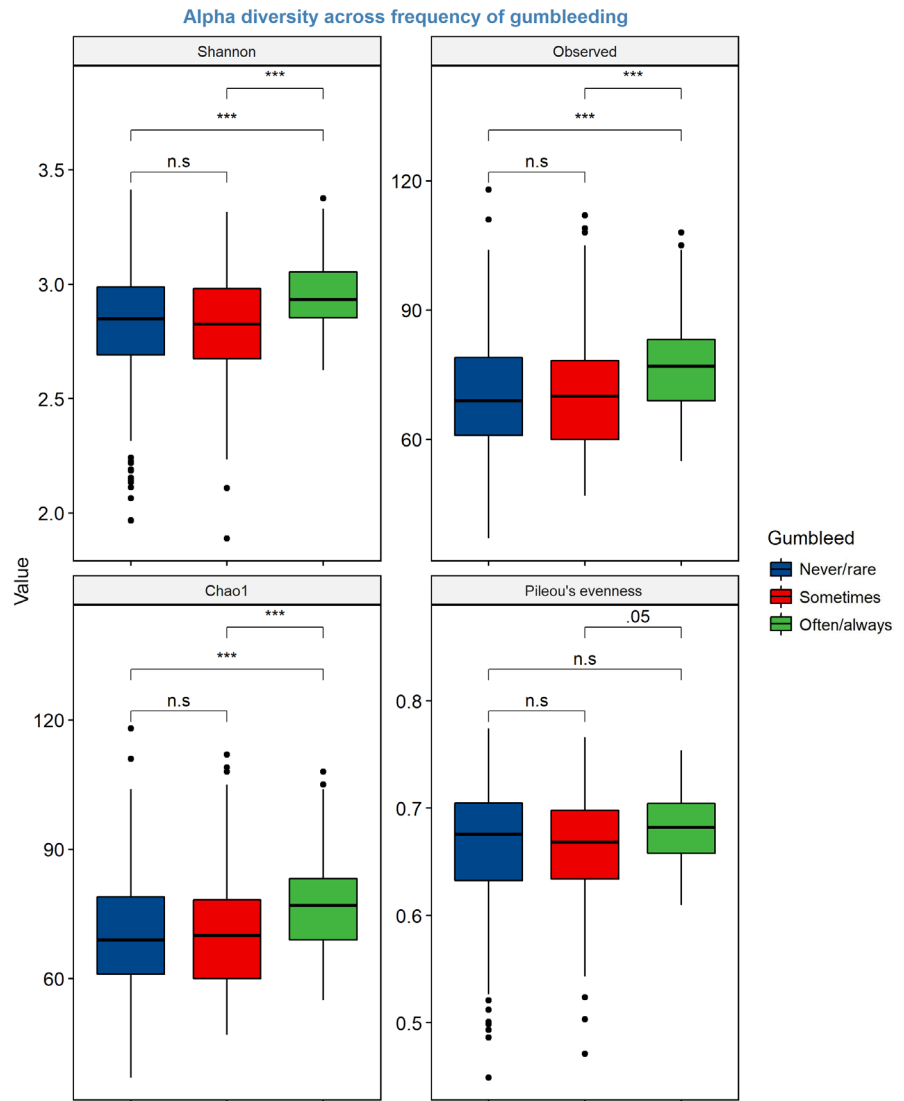 Alpha diversity across frequency of gumbleeding
Shannon
Observed
***
***
n.s
3.5
3.0
2.5
2.0
***
***
n.s
120
90
60
Value
Chao1
Pileou's evenness
***
***
n.s
120
90
60
.05
n.s
n.s
0.8
0.7
0.6
0.5
Gumbleed
Never/rare
Sometimes
Often/always